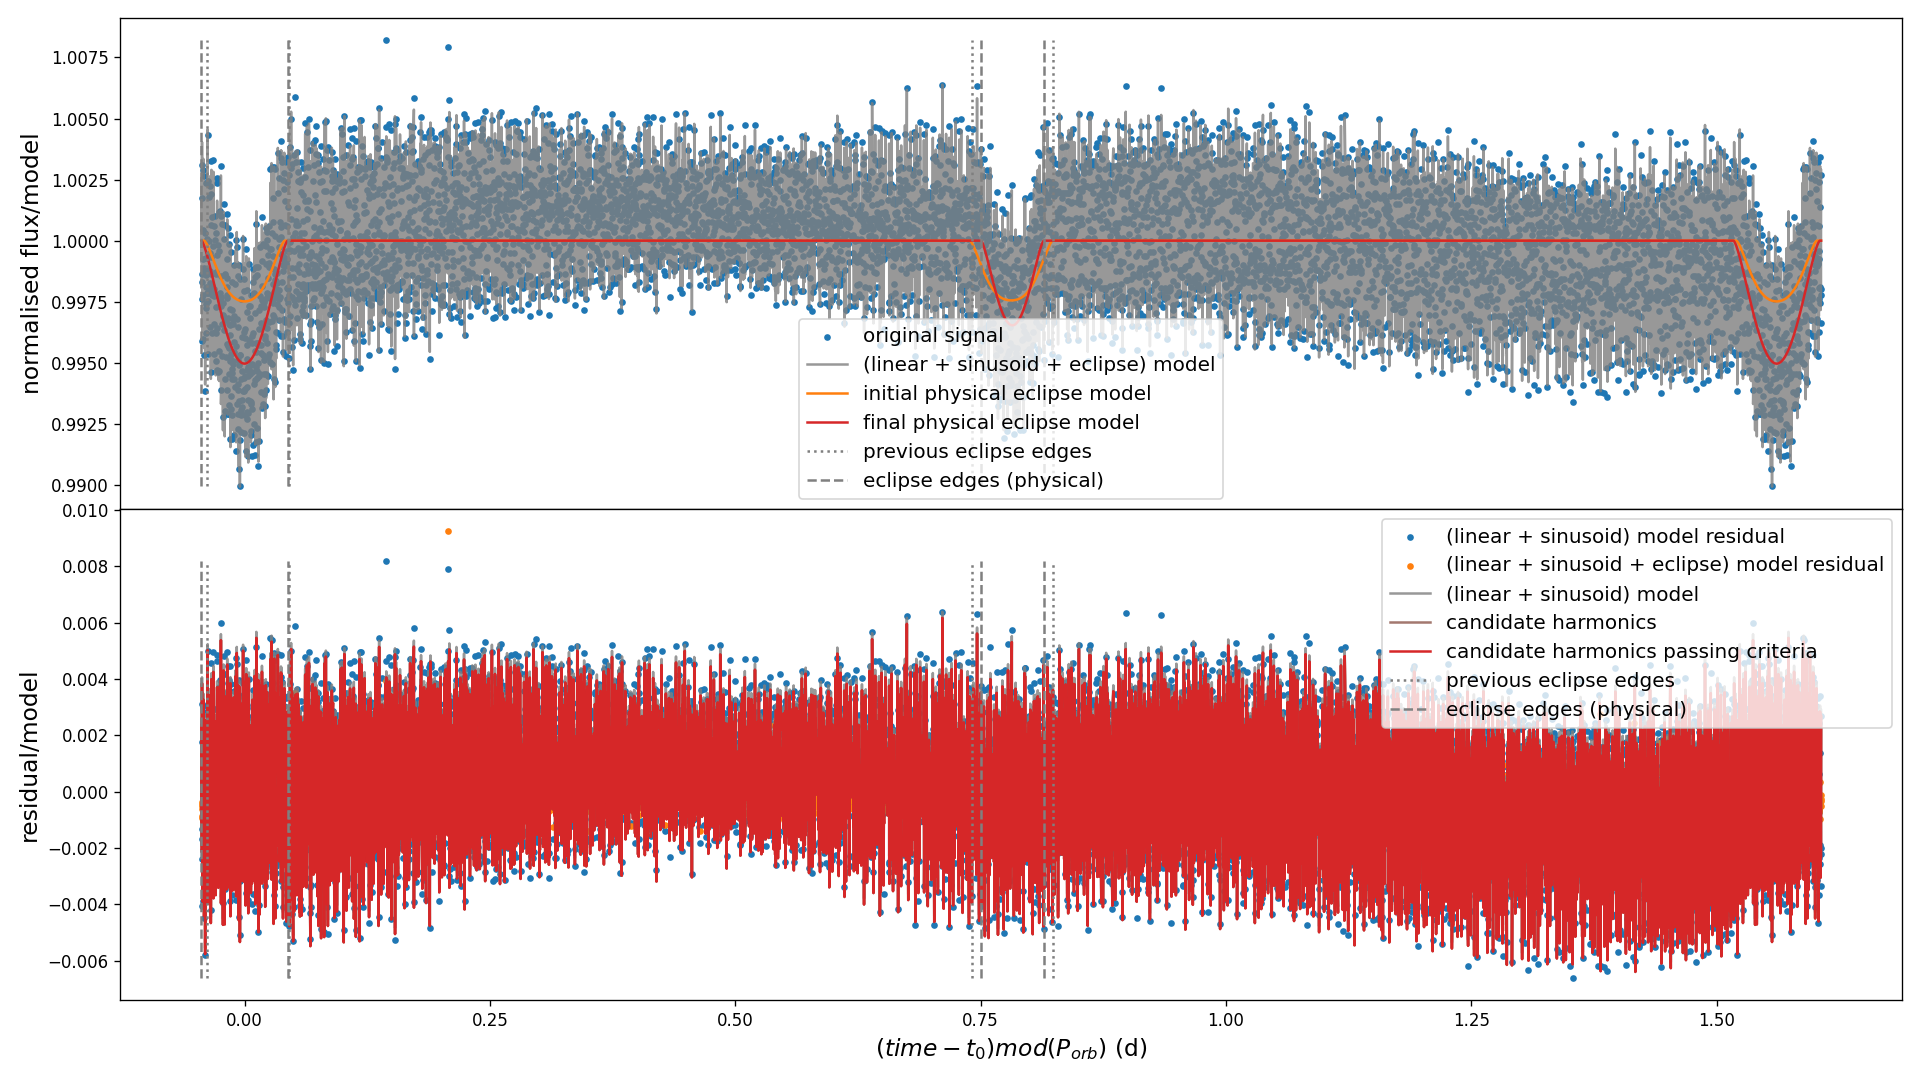 1.0075
1.0050
1.0025
1.0000
0.9975
0.9950
0.9925
0.9900
normalised flux/model
original signal
(linear + sinusoid + eclipse) model
initial physical eclipse model
final physical eclipse model
previous eclipse edges
eclipse edges (physical)
0.010
0.008
0.006
0.004
0.002
0.000
−0.002
−0.004
−0.006
residual/model
(linear + sinusoid) model residual
(linear + sinusoid + eclipse) model residual
(linear + sinusoid) model
candidate harmonics
candidate harmonics passing criteria
previous eclipse edges
eclipse edges (physical)
0.00 0.25 0.50 0.75 1.00 1.25 1.50
(time − t0)mod(Porb) (d)